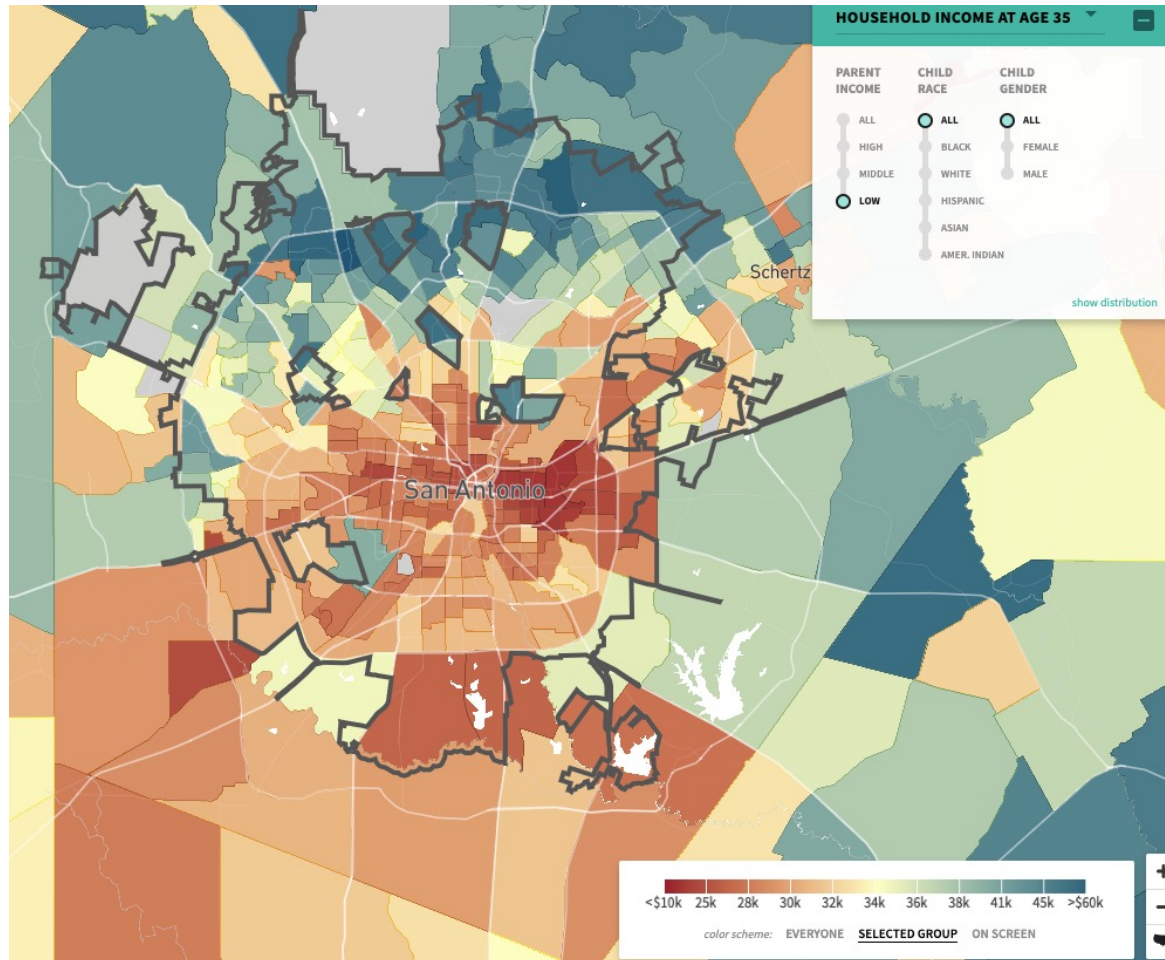 HOUSEHOLD INCOME AT AGE 35
PARENT INCOME
ALL
HIGH
MIDDLE
LOW
CHILD RACE
ALL
BLACK
WHITE
HISPANIC
ASIAN
AMER. INDIAN
CHILD GENDER
ALL
FEMALE
MALE
show distribution
Schertz
San Antonio
<$10k 25k 28k 30k 32k 34k 36k 38k 41k 45k >$60k
color scheme: EVERYONE SELECTED GROUP ON SCREEN